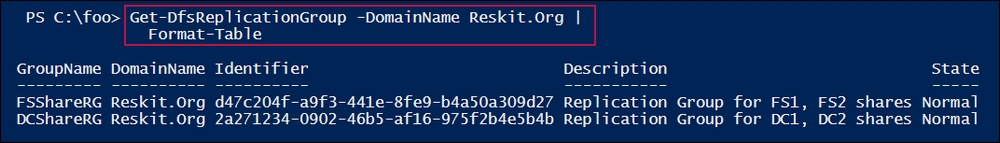 PS C:\foo> Get-DfsReplicationGroup -DomainName Reskit.Org |
Format-Table
GroupName DomainName Identifier Description State
--------- ---------- ---------- ----------- -----
FSShareRG Reskit.Org d47c204f-a9f3-441e-8fe9-b4a50a309d27 Replication Group for FS1, FS2 shares Normal
DCShareRG Reskit.Org 2a271234-0902-46b5-af16-975f2b4e5b4b Replication Group for DC1, DC2 shares Normal